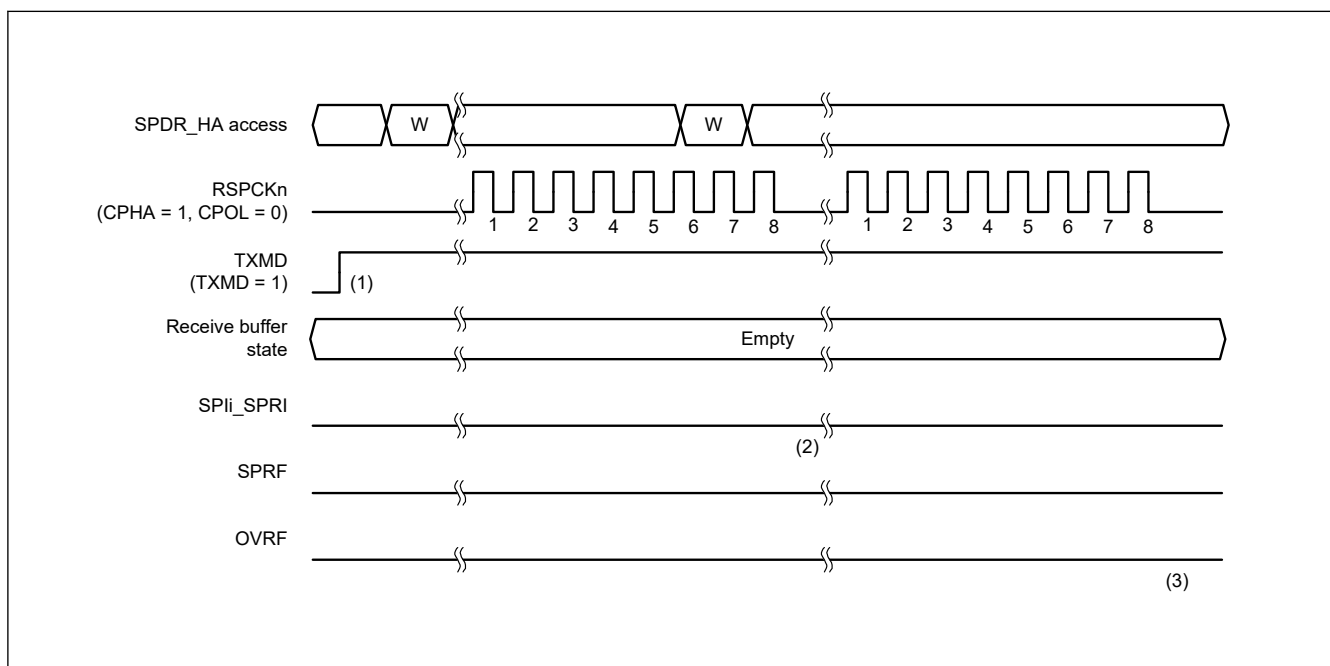 SPDR_HA access
W
W
RSPCKn
(CPHA = 1, CPOL = 0)
1 2 3 4 5 6 7 8
1 2 3 4 5 6 7 8
TXMD
(TXMD = 1)
(1)
Receive buffer
state
Empty
SPIi_SPRI
(2)
SPRF
OVRF
(3)